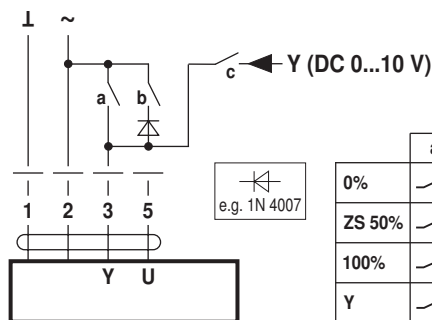 ⊥ ~
a b c Y (DC 0...10 V)
e.g. 1N 4007
1 2 3 5
Y U
a
0%
ZS 50%
100%
Y